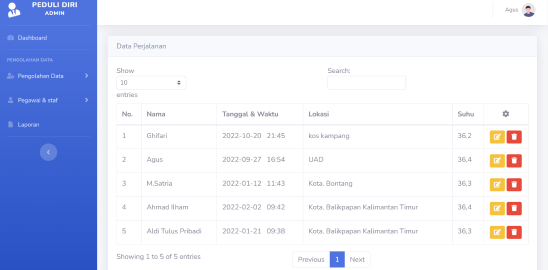 PEDULI DIRI
ADMIN
Dashboard
PENGOLAHAN DATA
Pengolahan Data
Pegawai & staf
Laporan
Agus
Data Perjalanan
Show
10
entries
Search:
No. Nama Tanggal & Waktu Lokasi Suhu
1 Ghifari 2022-10-20 21:45 kos kampang 36,2
2 Agus 2022-09-27 16:54 UAD 36,4
3 M.Satria 2022-01-12 11:43 Kota. Bontang 36,3
4 Ahmad Ilham 2022-02-02 09:42 Kota. Balikpapan Kalimantan Timur 36,4
5 Aldi Tulus Pribadi 2022-01-21 09:38 Kota. Balikpapan Kalimantan Timur 36,3
Showing 1 to 5 of 5 entries
Previous 1 Next